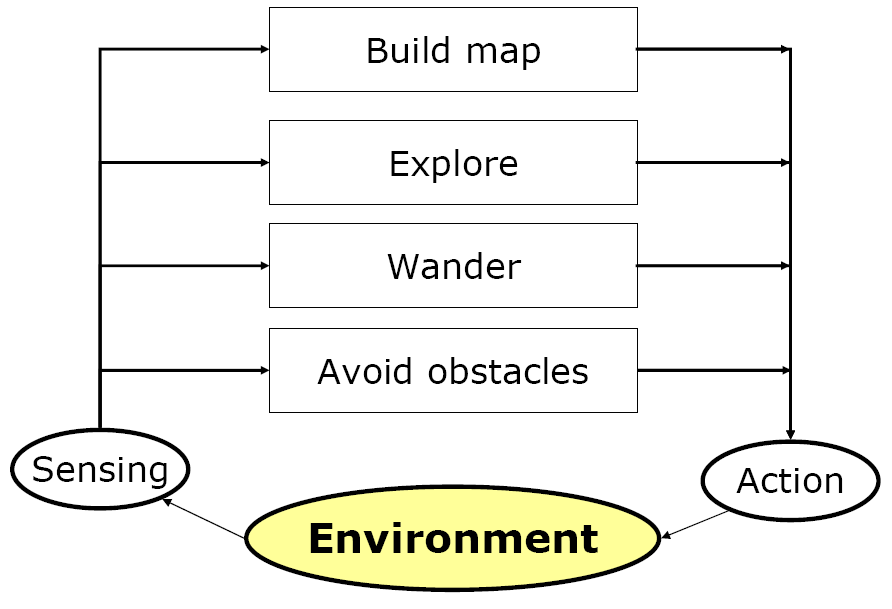 Build map
Explore
Wander
Avoid obstacles
Sensing
Action
Environment